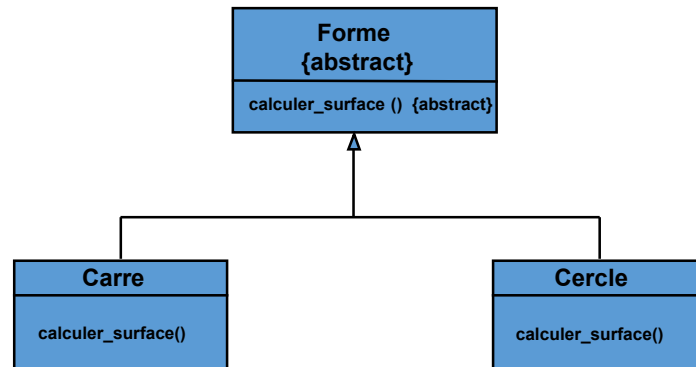 Forme
{abstract}
calculer_surface () {abstract}
Carre
calculer_surface()
Cercle
calculer_surface()